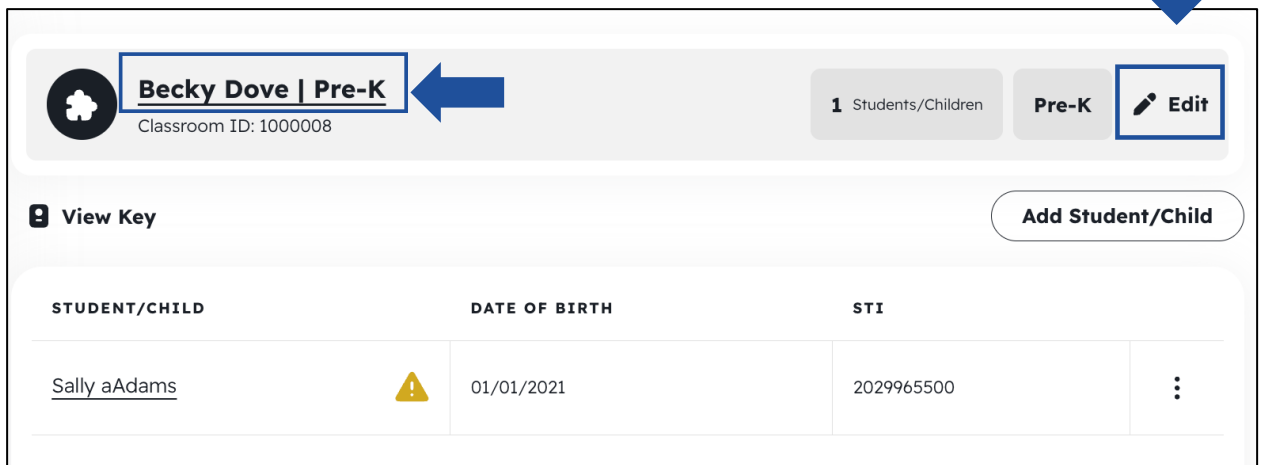 Becky Dove | Pre-K
Classroom ID: 1000008
1 Students/Children
Pre-K
Edit
View Key
Add Student/Child
STUDENT/CHILD DATE OF BIRTH STI
Sally aAdams 01/01/2021 2029965500